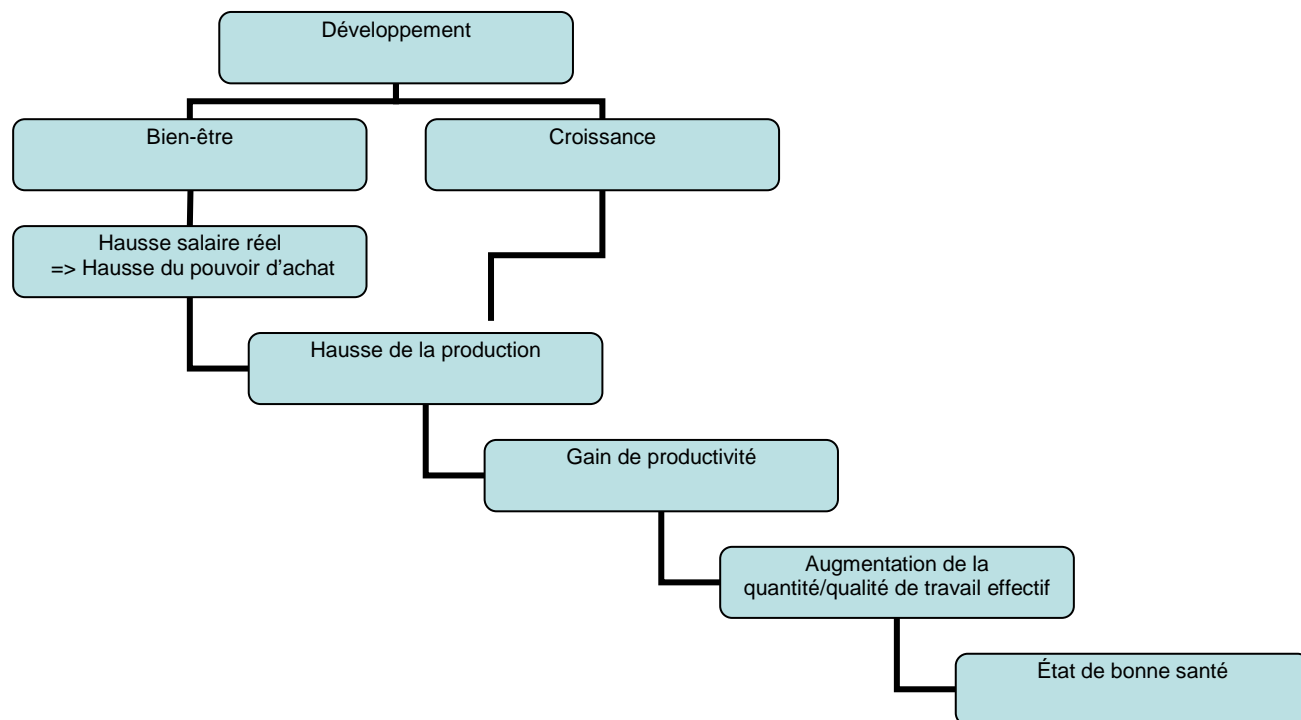 Développement
Bien-être
Croissance
Hausse salaire réel
=> Hausse du pouvoir d’achat
Hausse de la production
Gain de productivité
Augmentation de la
quantité/qualité de travail effectif
État de bonne santé